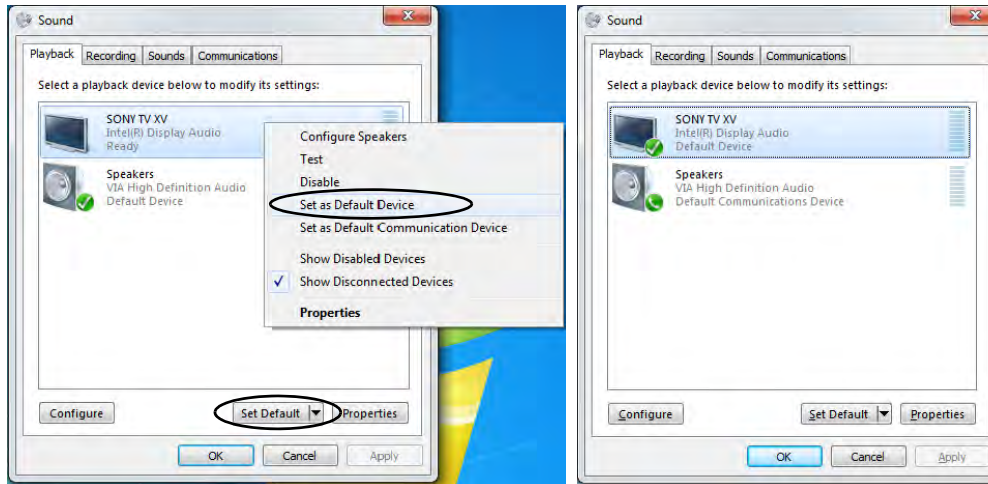 Sound
Playback Recording Sounds Communications
Select a playback device below to modify its settings:
SONY TV XV
Intel(R) Display Audio
Ready
Speakers
VIA High Definition Audio
Default Device
Configure Speakers
Test
Disable
Set as Default Device
Set as Default Communication Device
Show Disabled Devices
Show Disconnected Devices
Properties
Configure Set Default Properties
OK Cancel Apply
Sound
Playback Recording Sounds Communications
Select a playback device below to modify its settings:
SONY TV XV
Intel(R) Display Audio
Default Device
Speakers
VIA High Definition Audio
Default Communications Device
Configure Set Default Properties
OK Cancel Apply